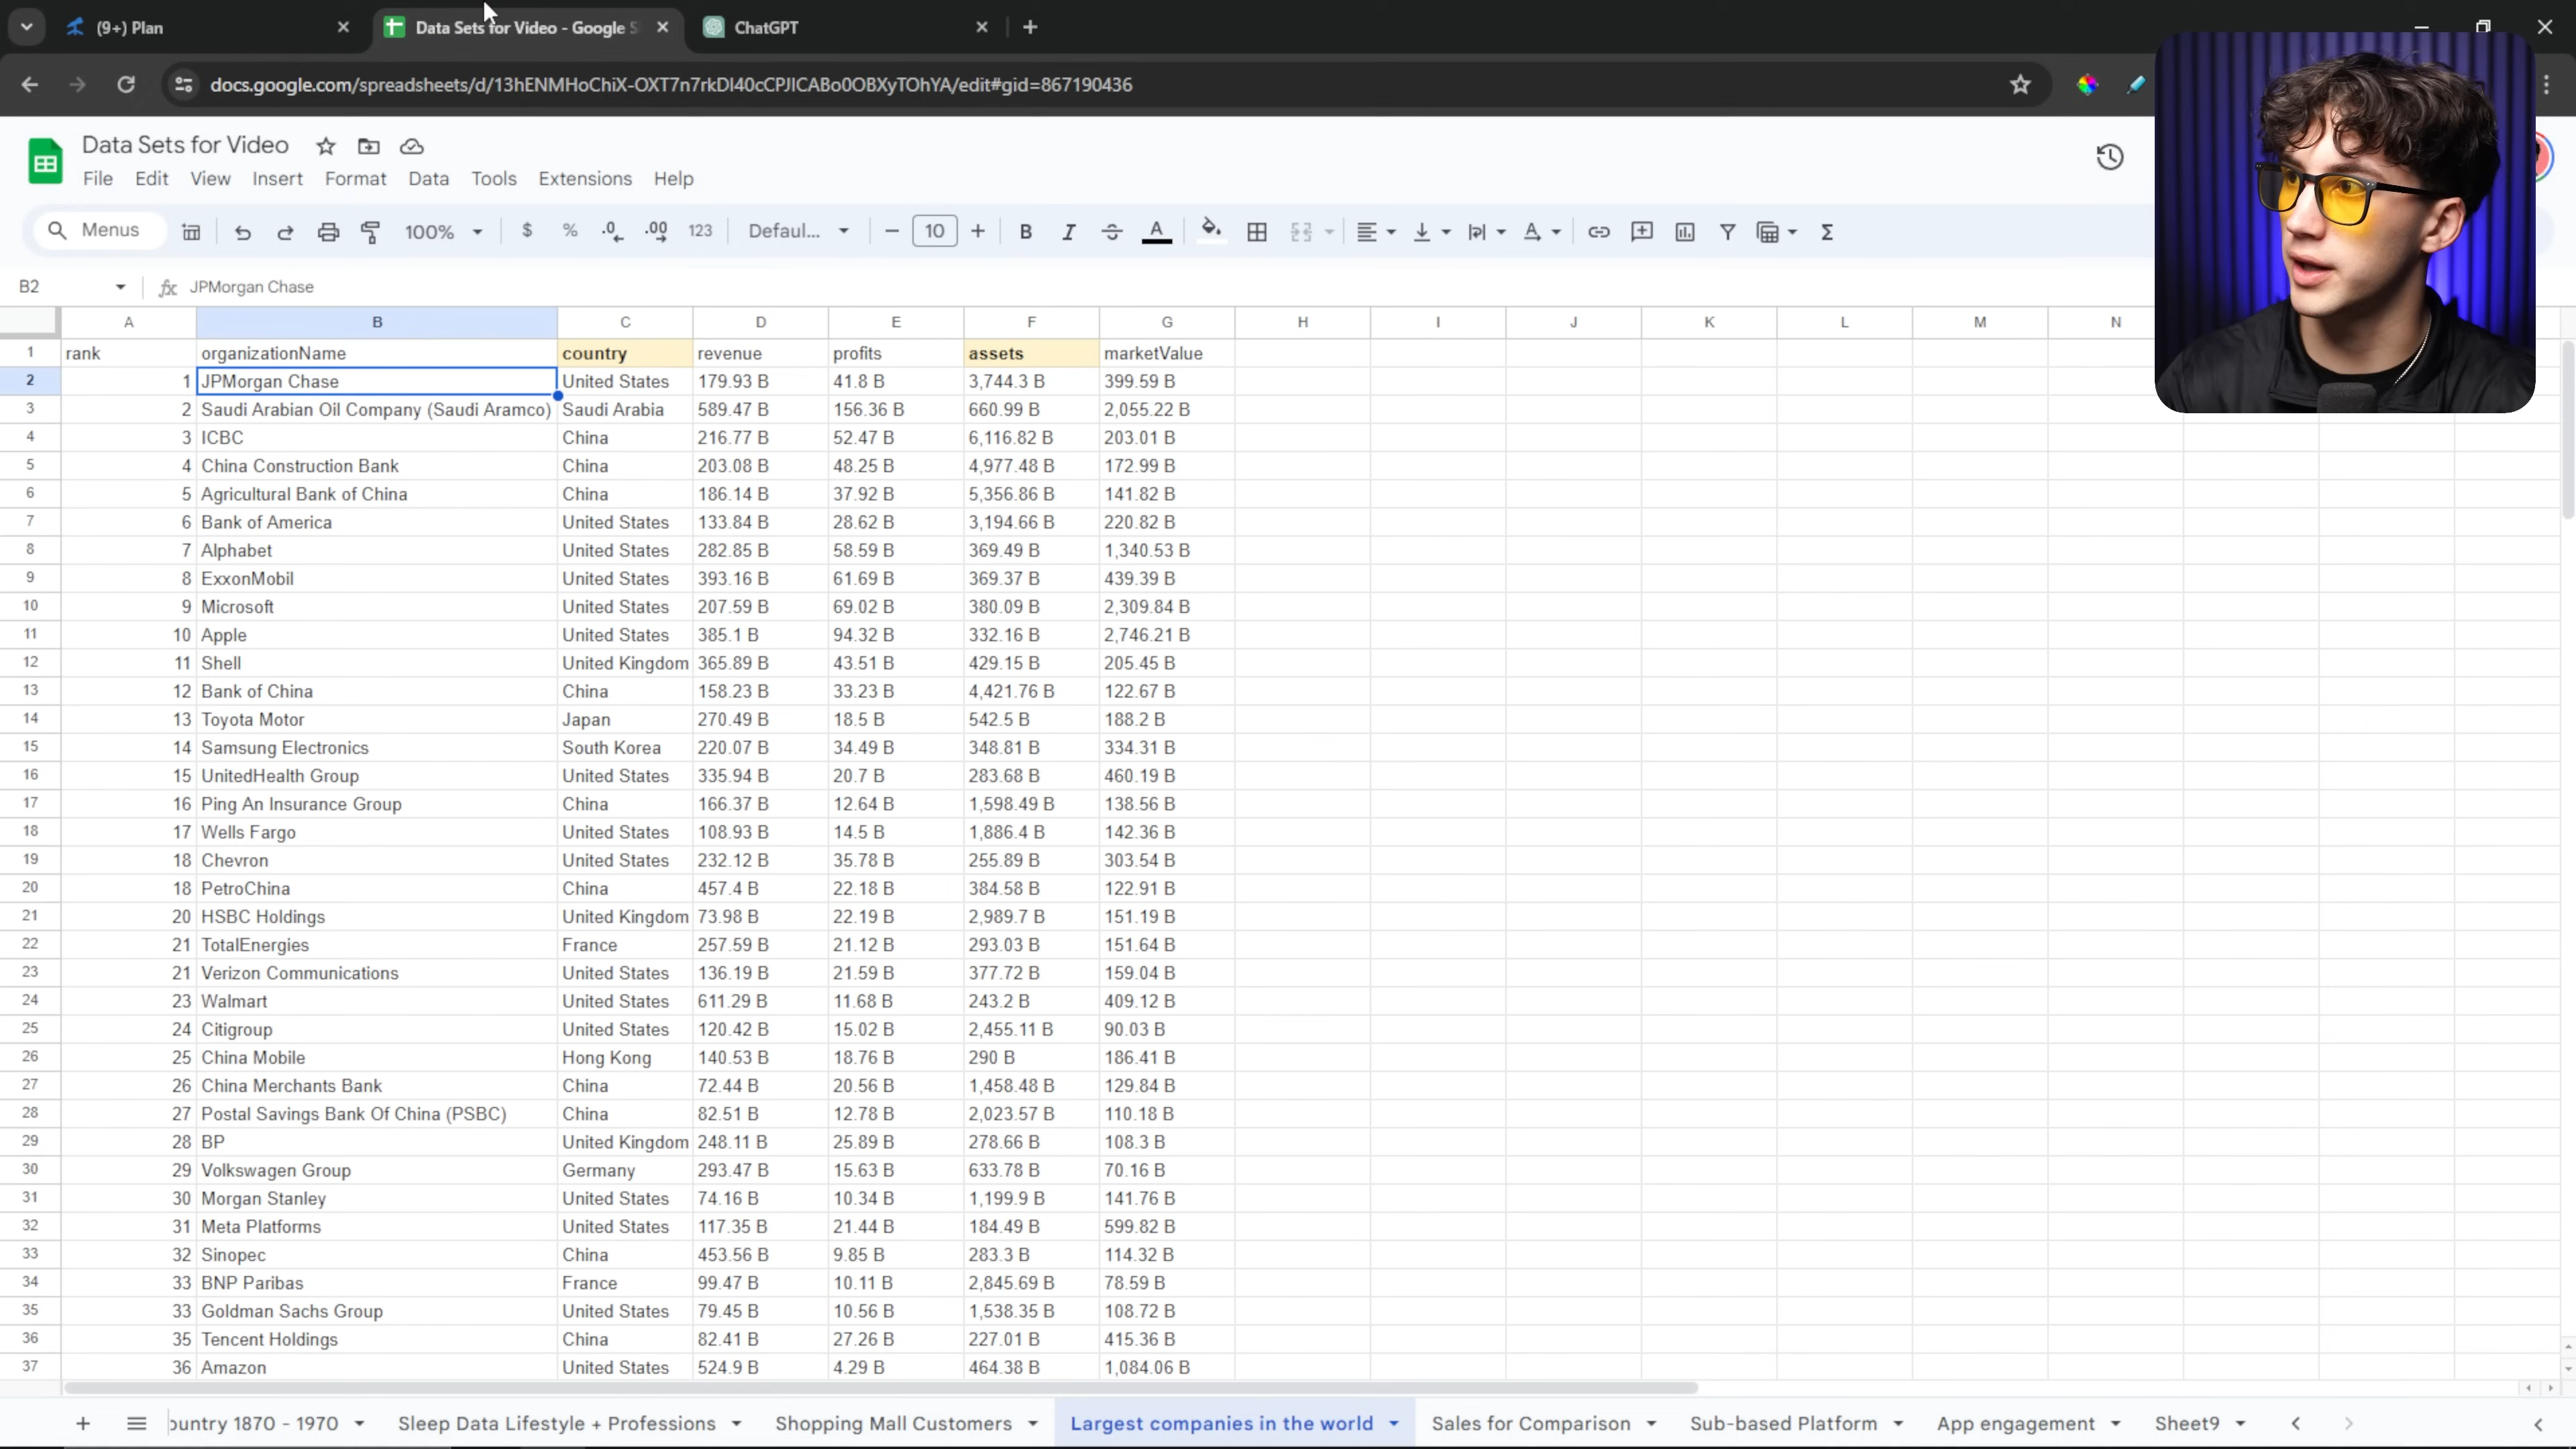 (9+) Plan
Data Sets for Video - Google S
ChatGPT
docs.google.com/spreadsheets/d/13hENMHoChiX-OXT7n7rkDI40cCPJICABo0OBXyTOhYA/edit#gid=867190436
Data Sets for Video
File Edit View Insert Format Data Tools Extensions Help
Menus 100% $ % .0 .00 123 Defaul... 10 B I A
B2 fx JPMorgan Chase
A B C D E F G H I J K L M N
1 rank organizationName country revenue profits assets marketValue
2 1 JPMorgan Chase United States 179.93 B 41.8 B 3,744.3 B 399.59 B
3 2 Saudi Arabian Oil Company (Saudi Aramco) Saudi Arabia 589.47 B 156.36 B 660.99 B 2,055.22 B
4 3 ICBC China 216.77 B 52.47 B 6,116.82 B 203.01 B
5 4 China Construction Bank China 203.08 B 48.25 B 4,977.48 B 172.99 B
6 5 Agricultural Bank of China China 186.14 B 37.92 B 5,356.86 B 141.82 B
7 6 Bank of America United States 133.84 B 28.62 B 3,194.66 B 220.82 B
8 7 Alphabet United States 282.85 B 58.59 B 369.49 B 1,340.53 B
9 8 ExxonMobil United States 393.16 B 61.69 B 369.37 B 439.39 B
10 9 Microsoft United States 207.59 B 69.02 B 380.09 B 2,309.84 B
11 10 Apple United States 385.1 B 94.32 B 332.16 B 2,746.21 B
12 11 Shell United Kingdom 365.89 B 43.51 B 429.15 B 205.45 B
13 12 Bank of China China 158.23 B 33.23 B 4,421.76 B 122.67 B
14 13 Toyota Motor Japan 270.49 B 18.5 B 542.5 B 188.2 B
15 14 Samsung Electronics South Korea 220.07 B 34.49 B 348.81 B 334.31 B
16 15 UnitedHealth Group United States 335.94 B 20.7 B 283.68 B 460.19 B
17 16 Ping An Insurance Group China 166.37 B 12.64 B 1,598.49 B 138.56 B
18 17 Wells Fargo United States 108.93 B 14.5 B 1,886.4 B 142.36 B
19 18 Chevron United States 232.12 B 35.78 B 255.89 B 303.54 B
20 18 PetroChina China 457.4 B 22.18 B 384.58 B 122.91 B
21 20 HSBC Holdings United Kingdom 73.98 B 22.19 B 2,989.7 B 151.19 B
22 21 TotalEnergies France 257.59 B 21.12 B 293.03 B 151.64 B
23 21 Verizon Communications United States 136.19 B 21.59 B 377.72 B 159.04 B
24 23 Walmart United States 611.29 B 11.68 B 243.2 B 409.12 B
25 24 Citigroup United States 120.42 B 15.02 B 2,455.11 B 90.03 B
26 25 China Mobile Hong Kong 140.53 B 18.76 B 290 B 186.41 B
27 26 China Merchants Bank China 72.44 B 20.56 B 1,458.48 B 129.84 B
28 27 Postal Savings Bank Of China (PSBC) China 82.51 B 12.78 B 2,023.57 B 110.18 B
29 28 BP United Kingdom 248.11 B 25.89 B 278.66 B 108.3 B
30 29 Volkswagen Group Germany 293.47 B 15.63 B 633.78 B 70.16 B
31 30 Morgan Stanley United States 74.16 B 10.34 B 1,199.9 B 141.76 B
32 31 Meta Platforms United States 117.35 B 21.44 B 184.49 B 599.82 B
33 32 Sinopec China 453.56 B 9.85 B 283.3 B 114.32 B
34 33 BNP Paribas France 99.47 B 10.11 B 2,845.69 B 78.59 B
35 33 Goldman Sachs Group United States 79.45 B 10.56 B 1,538.35 B 108.72 B
36 35 Tencent Holdings China 82.41 B 27.26 B 227.01 B 415.36 B
37 36 Amazon United States 524.9 B 4.29 B 464.38 B 1,084.06 B
ountry 1870 - 1970 Sleep Data Lifestyle + Professions Shopping Mall Customers Largest companies in the world Sales for Comparison Sub-based Platform App engagement Sheet9